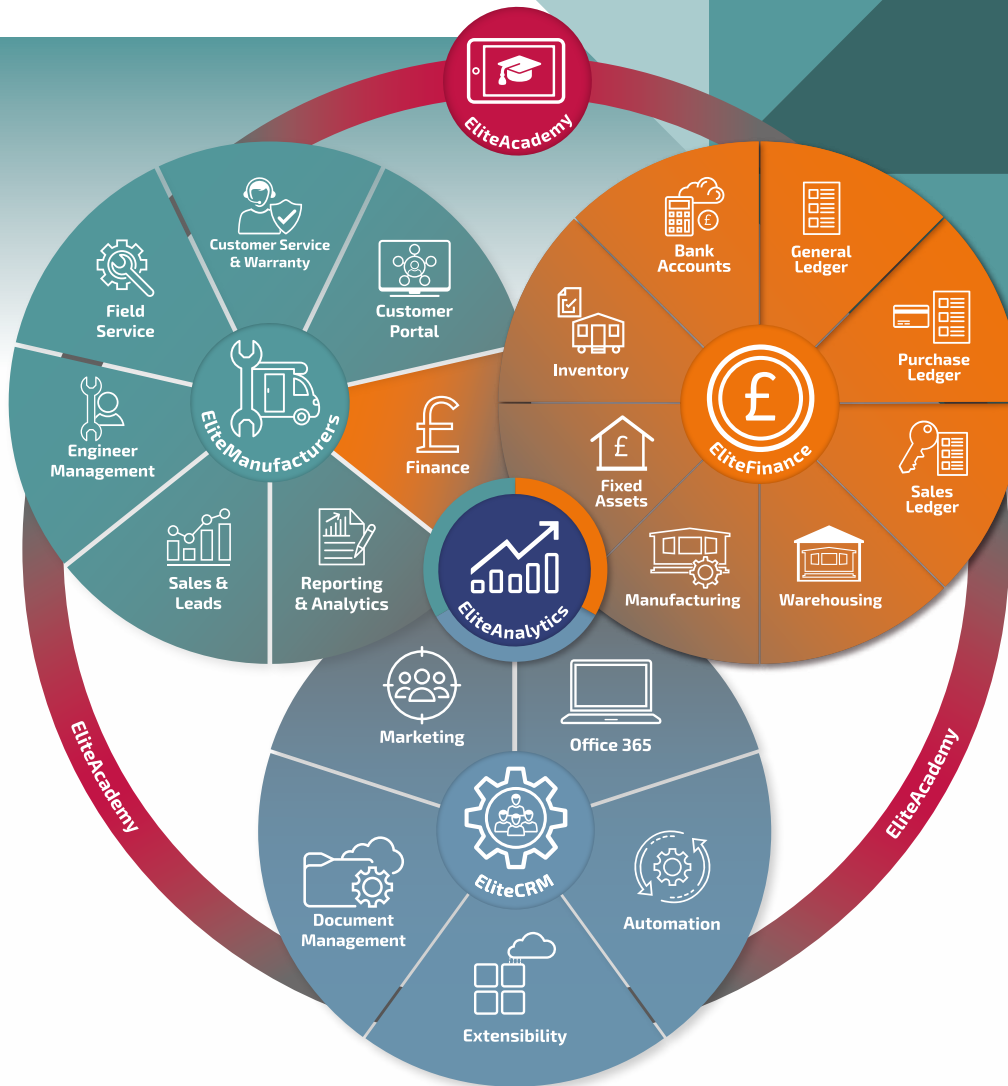 EliteAcademy
Customer Service
& Warranty
Field
Service
Customer
Portal
Engineer
Management
EliteManufacturers
£
Finance
Sales &
Leads
Reporting
& Analytics
£
Bank
Accounts
General
Ledger
Inventory
Purchase
Ledger
£
EliteFinance
£
Fixed
Assets
Sales
Ledger
Manufacturing
Warehousing
EliteAnalytics
Marketing
Office 365
EliteCRM
Document
Management
Automation
Extensibility
EliteAcademy
EliteAcademy